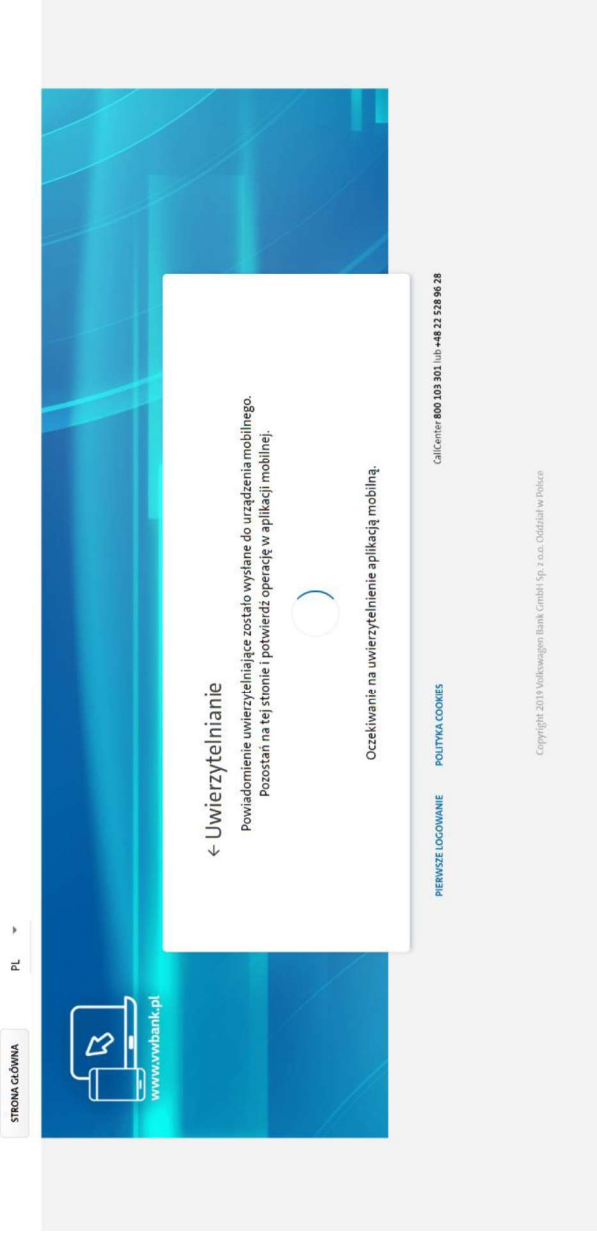 STRONA GŁÓWNA
PL
www.vwbank.pl
← Uwierzytelnianie
Powiadomienie uwierzytelniające zostało wysłane do urządzenia mobilnego.
Pozostań na tej stronie i potwierdź operację w aplikacji mobilnej.
Oczekiwanie na uwierzytelnienie aplikacją mobilną.
PIERWSZE LOGOWANIE POLITYKA COOKIES CallCenter 800 103 301 lub +48 22 528 96 28
Copyright 2019 Volkswagen Bank GmbH Sp. z o.o. Oddział w Polsce